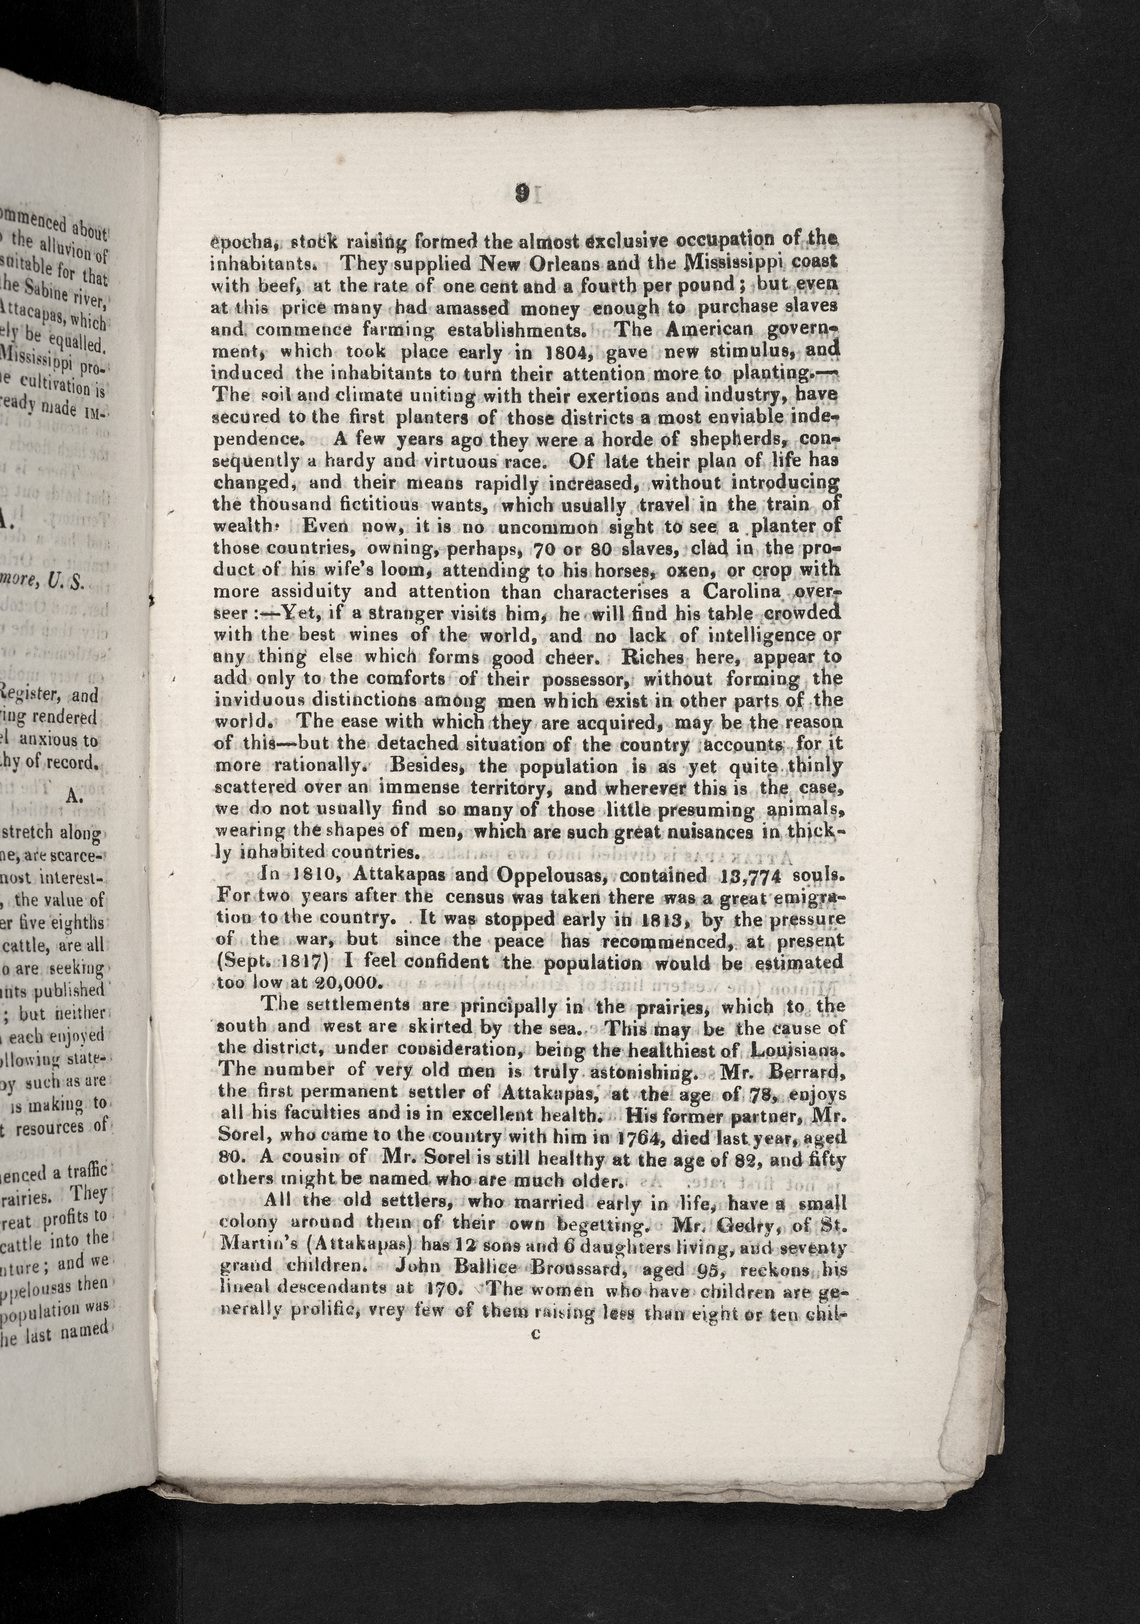 ommenced about
the alluvion of
suitable for that
the Sabine river,
Attacapas, which
ely be equalled.
Mississippi pro-
e cultivation is
ready made IM-
A.
more, U. S.
Register, and
ing rendered
el anxious to
hy of record.
A.
stretch along
ne, are scarce-
most interest-
, the value of
er five eighths
cattle, are all
o are seeking
unts published
; but neither
each enjoyed
ollowing state-
by such as are
is making to
t resources of
enced a traffic
rairies. They
reat profits to
cattle into the
nture; and we
ppelousas then
population was
he last named
9
epocha, stock raising formed the almost exclusive occupation of the
inhabitants. They supplied New Orleans and the Mississippi coast
with beef, at the rate of one cent and a fourth per pound; but even
at this price many had amassed money enough to purchase slaves
and commence farming establishments. The American govern-
ment, which took place early in 1804, gave new stimulus, and
induced the inhabitants to turn their attention more to planting.—
The soil and climate uniting with their exertions and industry, have
secured to the first planters of those districts a most enviable inde-
pendence. A few years ago they were a horde of shepherds, con-
sequently a hardy and virtuous race. Of late their plan of life has
changed, and their means rapidly increased, without introducing
the thousand fictitious wants, which usually travel in the train of
wealth. Even now, it is no uncommon sight to see a planter of
those countries, owning, perhaps, 70 or 80 slaves, clad in the pro-
duct of his wife's loom, attending to his horses, oxen, or crop with
more assiduity and attention than characterises a Carolina over-
seer :—Yet, if a stranger visits him, he will find his table crowded
with the best wines of the world, and no lack of intelligence or
any thing else which forms good cheer. Riches here, appear to
add only to the comforts of their possessor, without forming the
inviduous distinctions among men which exist in other parts of the
world. The ease with which they are acquired, may be the reason
of this—but the detached situation of the country accounts for it
more rationally. Besides, the population is as yet quite thinly
scattered over an immense territory, and wherever this is the case,
we do not usually find so many of those little presuming animals,
wearing the shapes of men, which are such great nuisances in thick-
ly inhabited countries.
In 1810, Attakapas and Oppelousas, contained 13,774 souls.
For two years after the census was taken there was a great emigra-
tion to the country. It was stopped early in 1813, by the pressure
of the war, but since the peace has recommenced, at present
(Sept. 1817) I feel confident the population would be estimated
too low at 20,000.
The settlements are principally in the prairies, which to the
south and west are skirted by the sea. This may be the cause of
the district, under consideration, being the healthiest of Louisiana.
The number of very old men is truly astonishing. Mr. Berrard,
the first permanent settler of Attakapas, at the age of 78, enjoys
all his faculties and is in excellent health. His former partner, Mr.
Sorel, who came to the country with him in 1764, died last year, aged
80. A cousin of Mr. Sorel is still healthy at the age of 82, and fifty
others might be named who are much older.
All the old settlers, who married early in life, have a small
colony around them of their own begetting. Mr. Gedry, of St.
Martin's (Attakapas) has 12 sons and 6 daughters living, and seventy
grand children. John Ballice Broussard, aged 95, reckons his
lineal descendants at 170. The women who have children are ge-
nerally prolific, vrey few of them raising less than eight or ten chil-
C